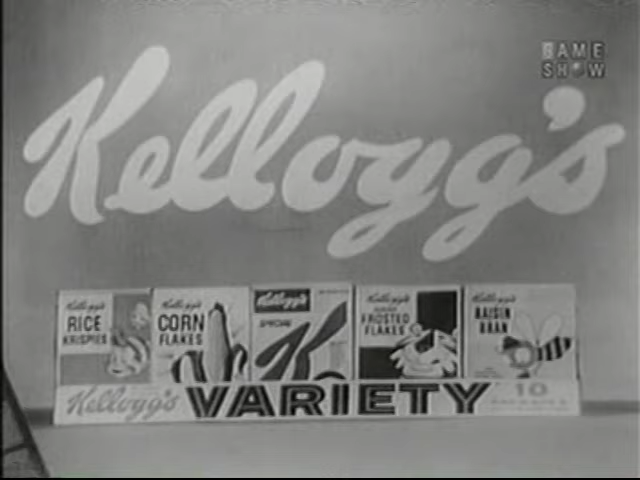 GAME
SHOW
Kellogg's
Kellogg's
RICE
KRISPIES
Kellogg's
CORN
FLAKES
Kellogg's
SPECIAL
K
Kellogg's
FROSTED
FLAKES
Kellogg's
RAISIN
BRAN
Kellogg's VARIETY 10